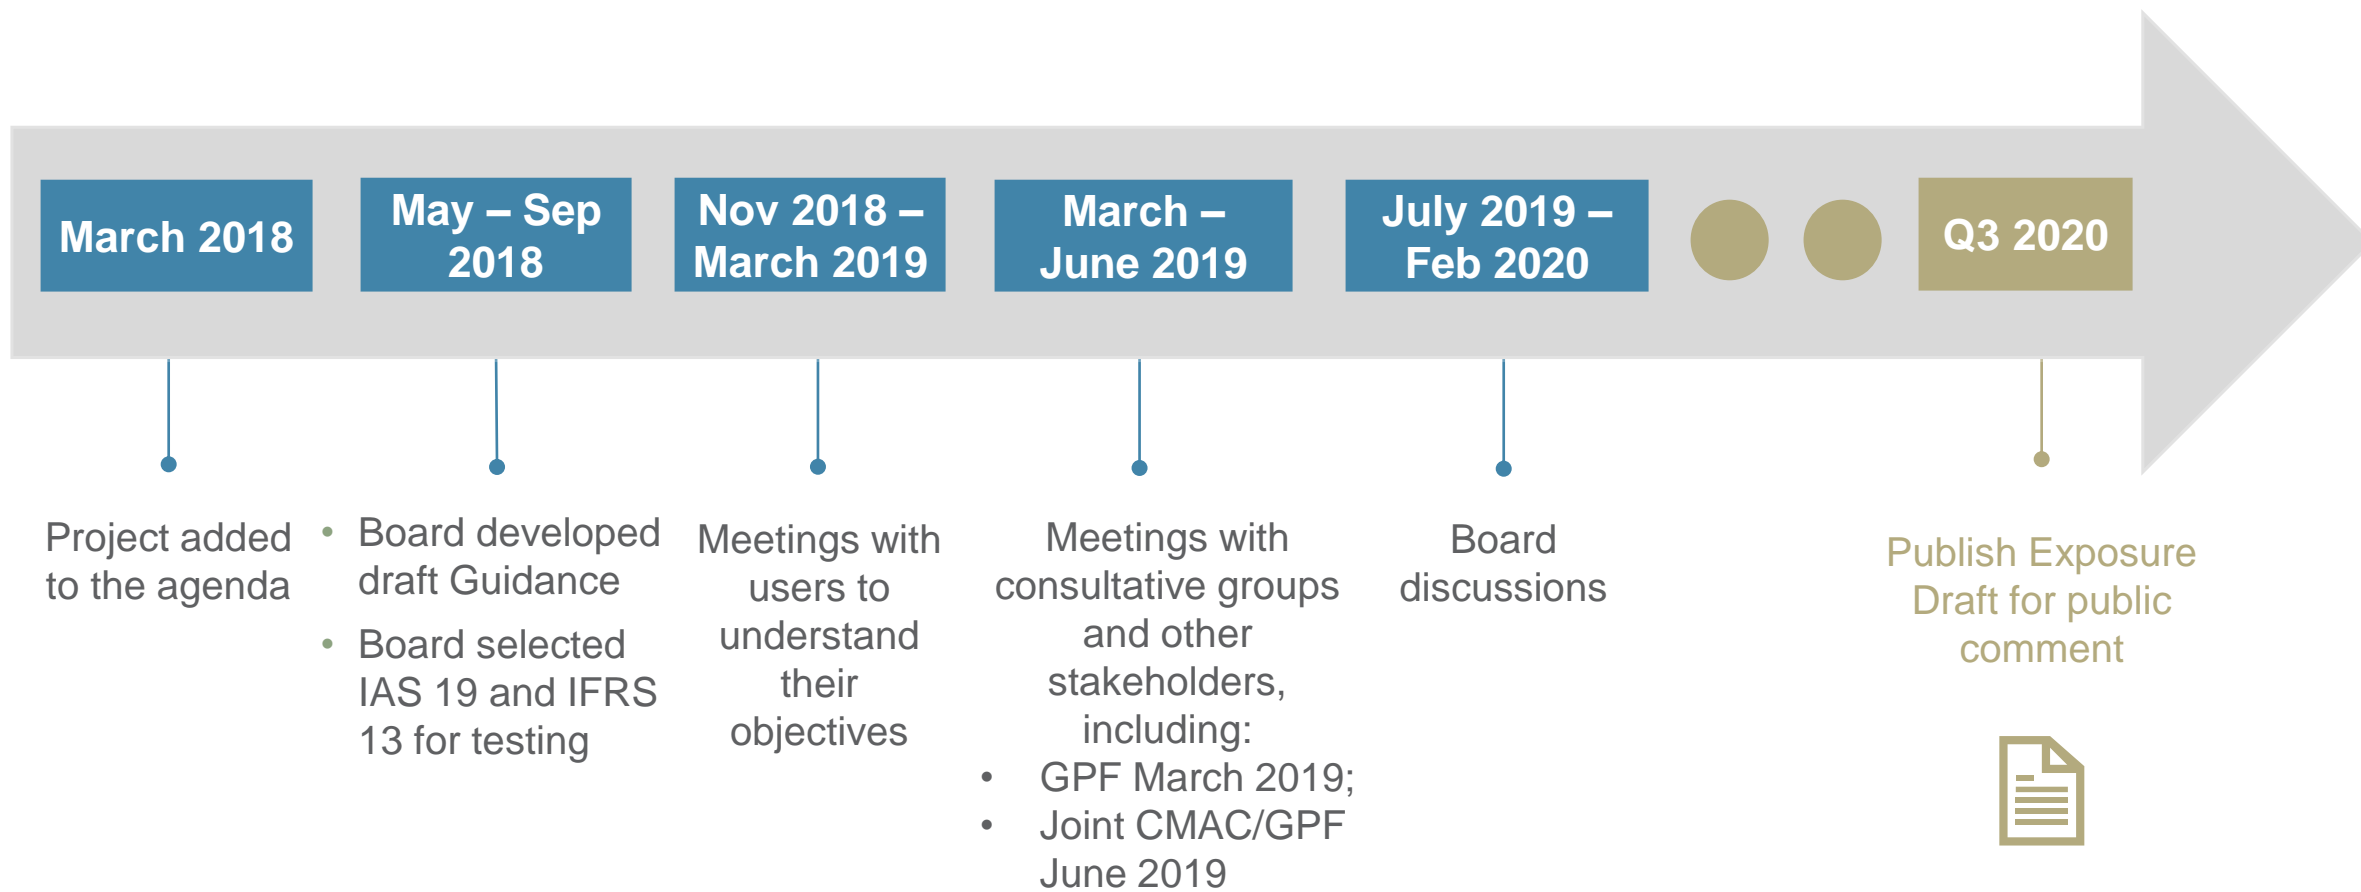 March 2018
May – Sep
2018
Nov 2018 –
March 2019
March –
June 2019
July 2019 –
Feb 2020
Q3 2020
Project added
to the agenda
• Board developed
draft Guidance
• Board selected
IAS 19 and IFRS
13 for testing
Meetings with
users to
understand
their
objectives
Meetings with
consultative groups
and other
stakeholders,
including:
• GPF March 2019;
• Joint CMAC/GPF
June 2019
Board
discussions
Publish Exposure
Draft for public
comment